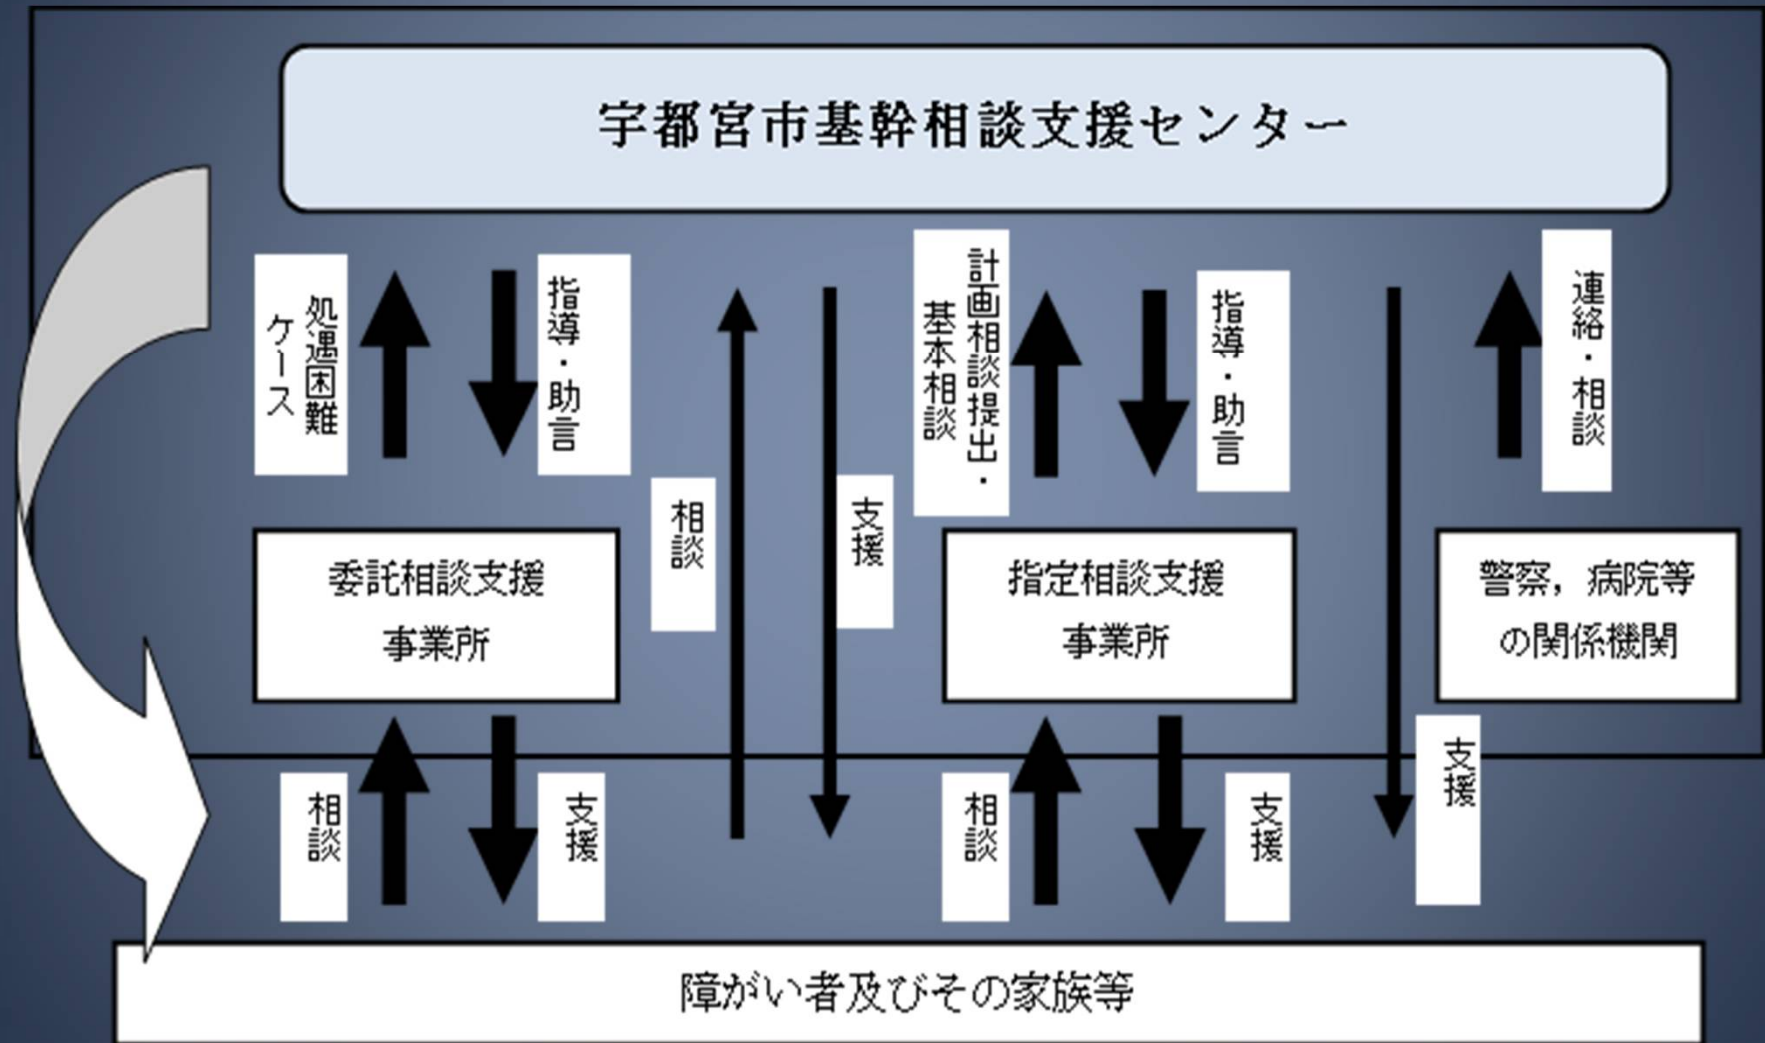 宇都宮市基幹相談支援センター
処遇困難
ケース
指導・助言
相談
支援
計画相談提出・
基本相談
指導・助言
連絡・相談
委託相談支援
事業所
指定相談支援
事業所
警察，病院等
の関係機関
相談
支援
相談
支援
支援
障がい者及びその家族等